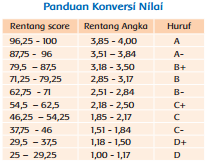 Panduan Konversi Nilai
Rentang score Rentang Angka Huruf
96,25 - 100 3,85 - 4,00 A
87,75 - 96 3,51 – 3,84 A-
79,5 – 87,5 3,18 - 3,50 B+
71,25 - 79,25 2,85 - 3,17 B
62,75 - 71 2,51 - 2,84 B-
54,5 – 62,5 2,18 - 2,50 C+
46,25 – 54,25 1,85 - 2,17 C
37,75 - 46 1,51 - 1,84 C-
29,5 – 37,5 1,18 - 1,50 D+
25 – 29,25 1,00 - 1,17 D